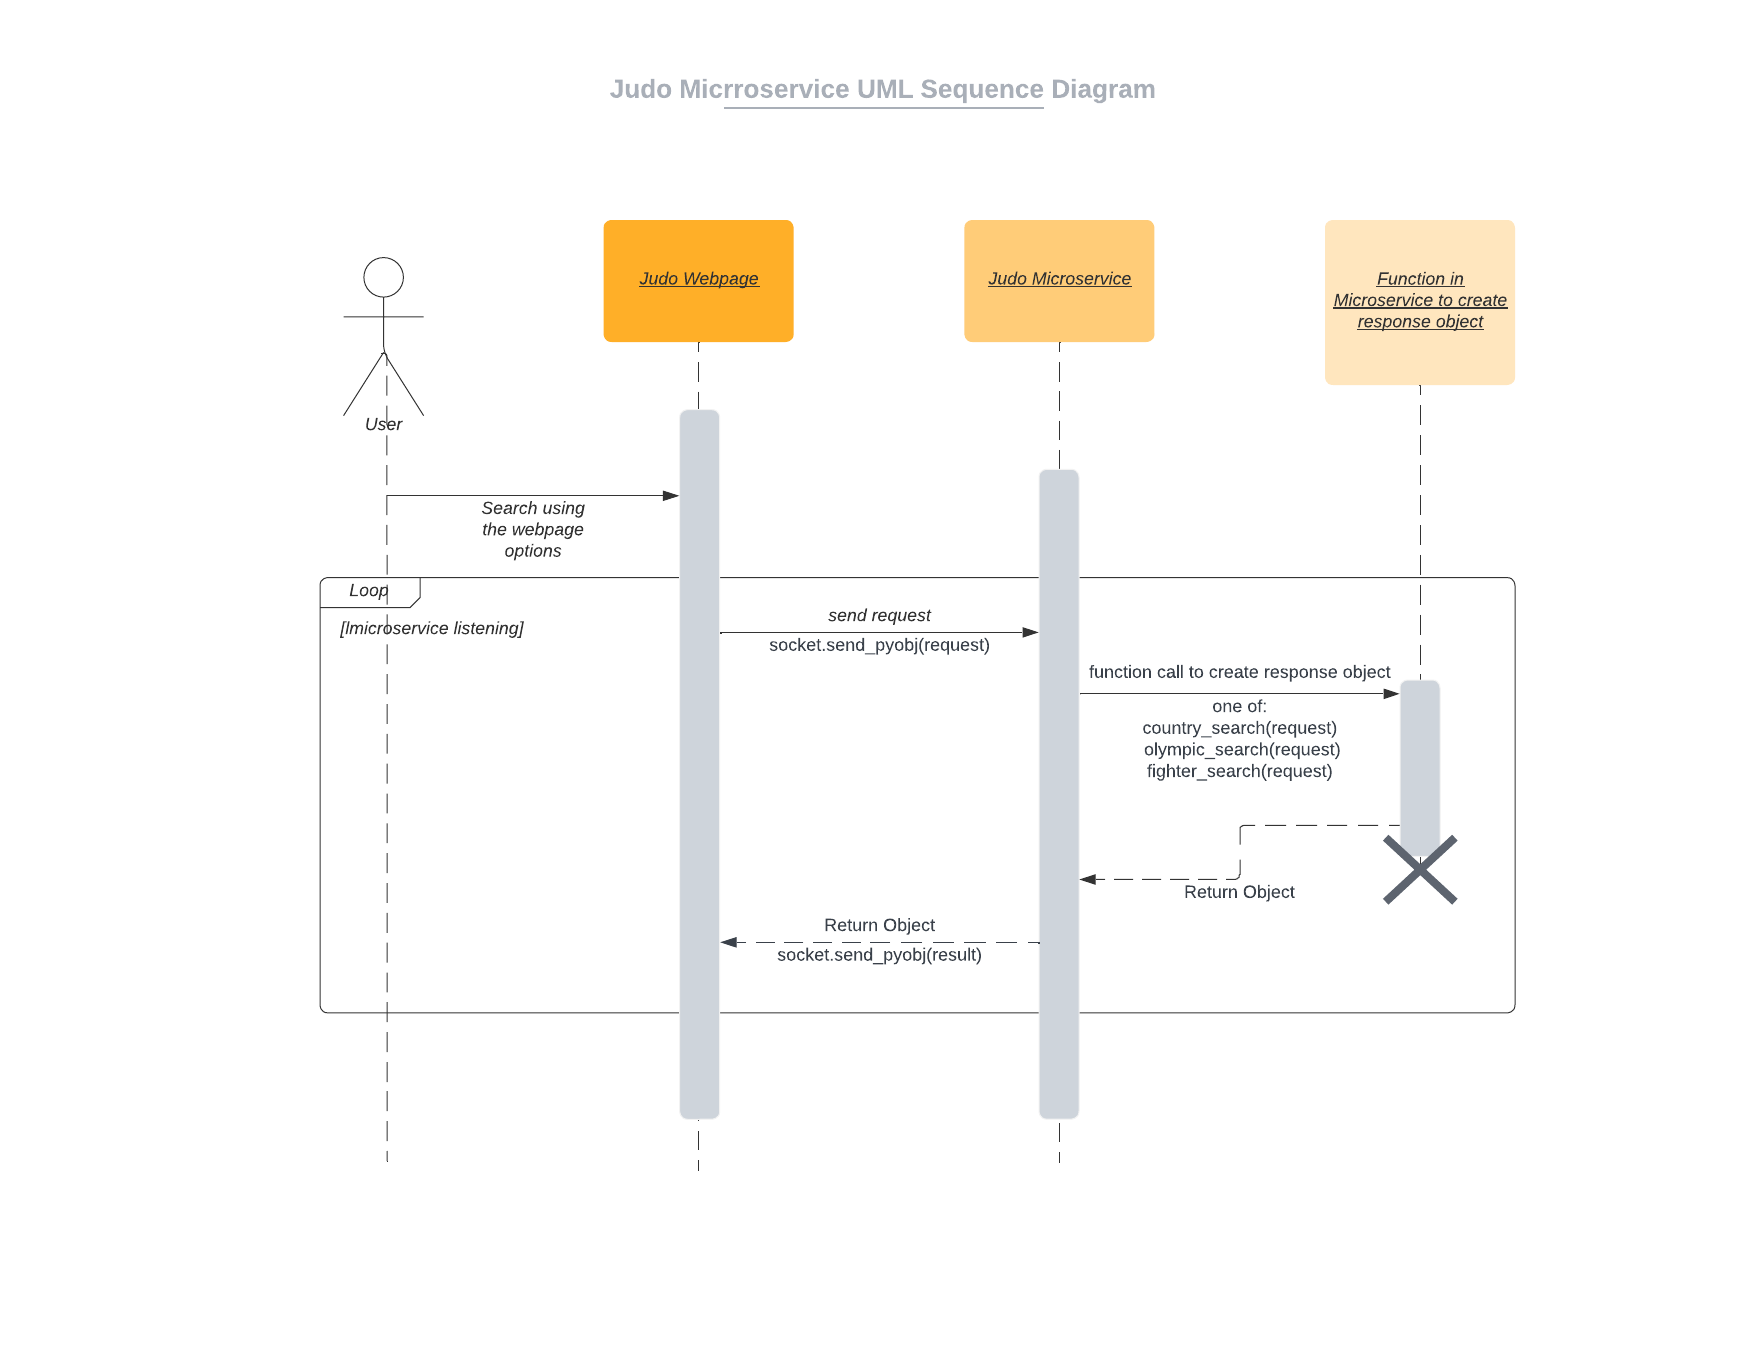 Judo Micrroservice UML Sequence Diagram
Judo Webpage
Judo Microservice
Function in
Microservice to create
response object
User
Search using
the webpage
options
Loop
[lmicroservice listening]
send request
socket.send_pyobj(request)
function call to create response object
one of:
country_search(request)
olympic_search(request)
fighter_search(request)
Return Object
Return Object
socket.send_pyobj(result)